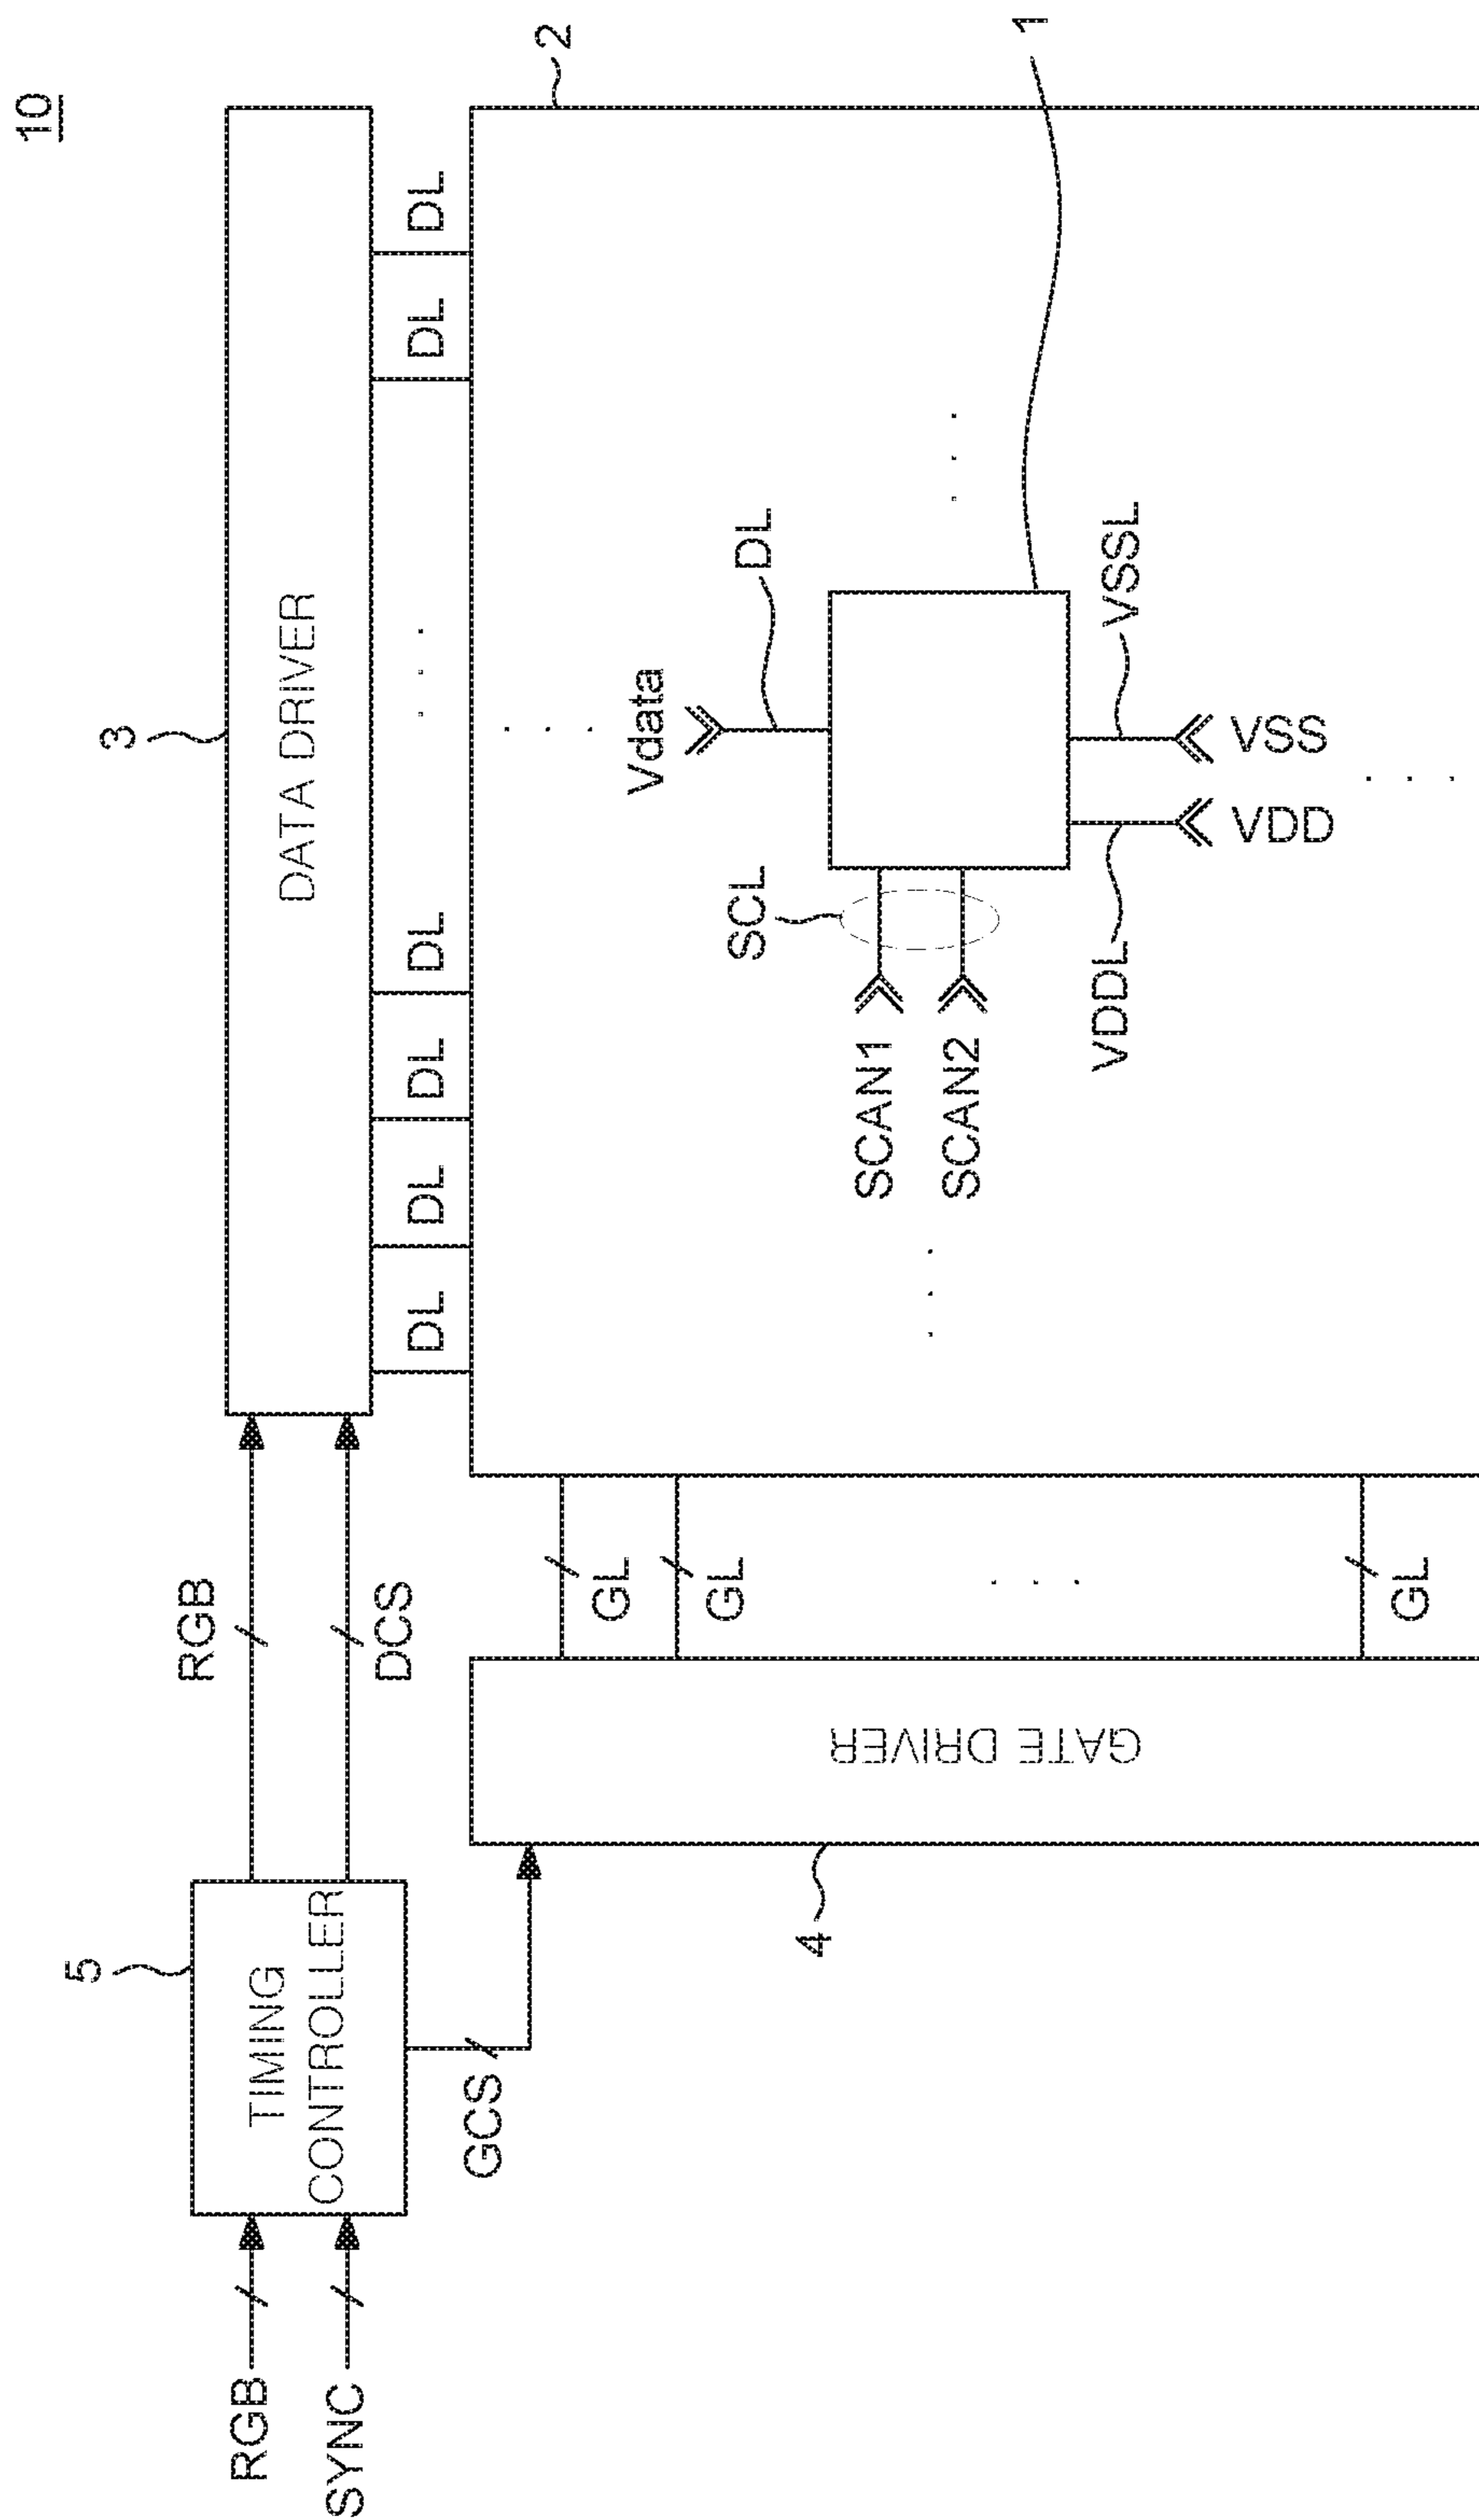 10
RGB
SYNC
5
TIMING
CONTROLLER
RGB
DCS
GCS
3
DATA DRIVER
DL
DL
DL
DL
. . .
DL
DL
2
4
GATE DRIVER
GL
GL
. . .
GL
. . .
Vdata
DL
SCL
SCAN1
SCAN2
. . .
. . .
1
VDDL
VSSL
VDD
VSS
. . .